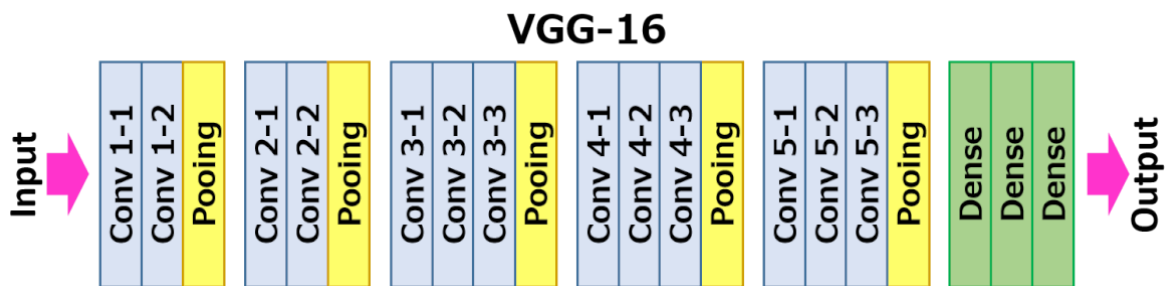 VGG-16
Input
Conv 1-1
Conv 1-2
Pooing
Conv 2-1
Conv 2-2
Pooing
Conv 3-1
Conv 3-2
Conv 3-3
Pooing
Conv 4-1
Conv 4-2
Conv 4-3
Pooing
Conv 5-1
Conv 5-2
Conv 5-3
Pooing
Dense
Dense
Dense
Output